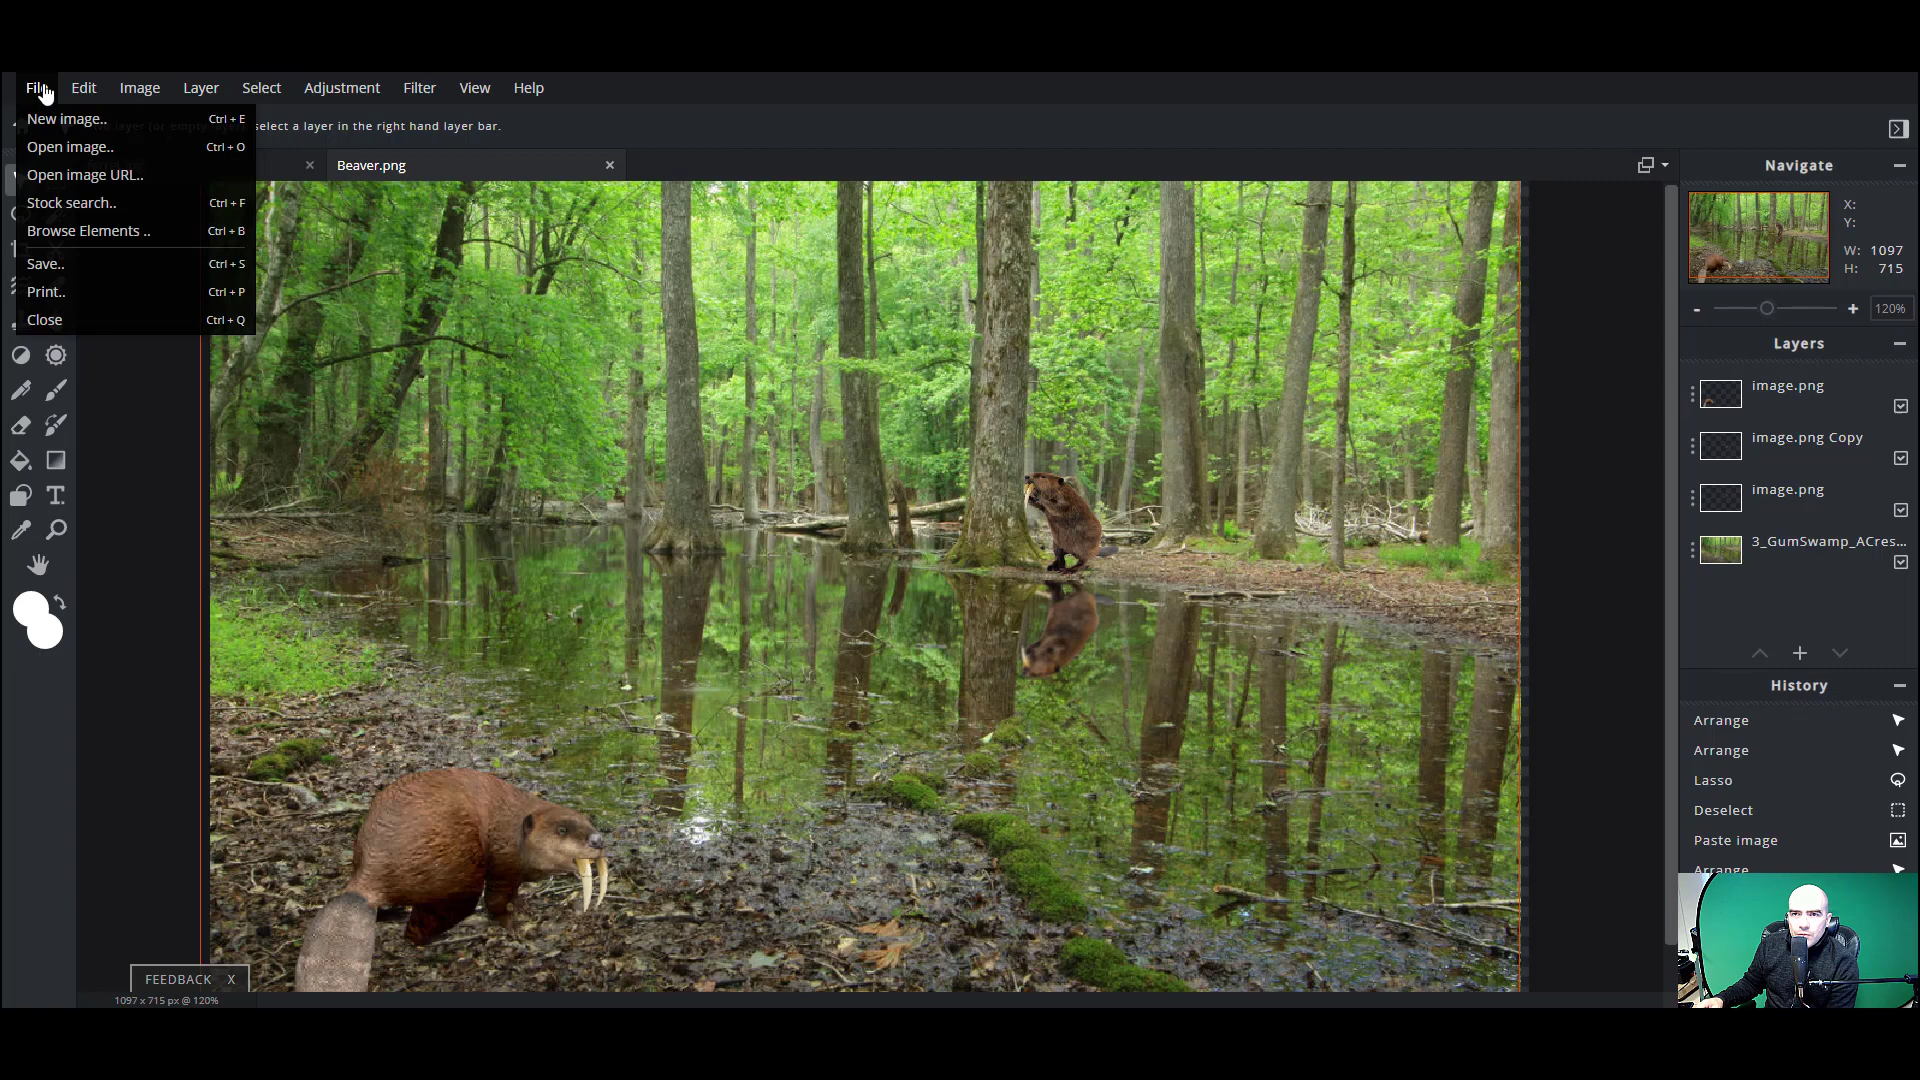 File Edit Image Layer Select Adjustment Filter View Help
New image.. Ctrl + E
select a layer in the right hand layer bar.
Open image.. Ctrl + O
Beaver.png
Open image URL..
Stock search.. Ctrl + F
Browse Elements .. Ctrl + B
Save.. Ctrl + S
Print.. Ctrl + P
Close Ctrl + Q
Navigate
X:
Y:
W: 1097
H: 715
120%
Layers
image.png
image.png Copy
image.png
3_GumSwamp_ACres...
History
Arrange
Arrange
Lasso
Deselect
Paste image
Arrange
FEEDBACK X
1097 x 715 px @ 120%